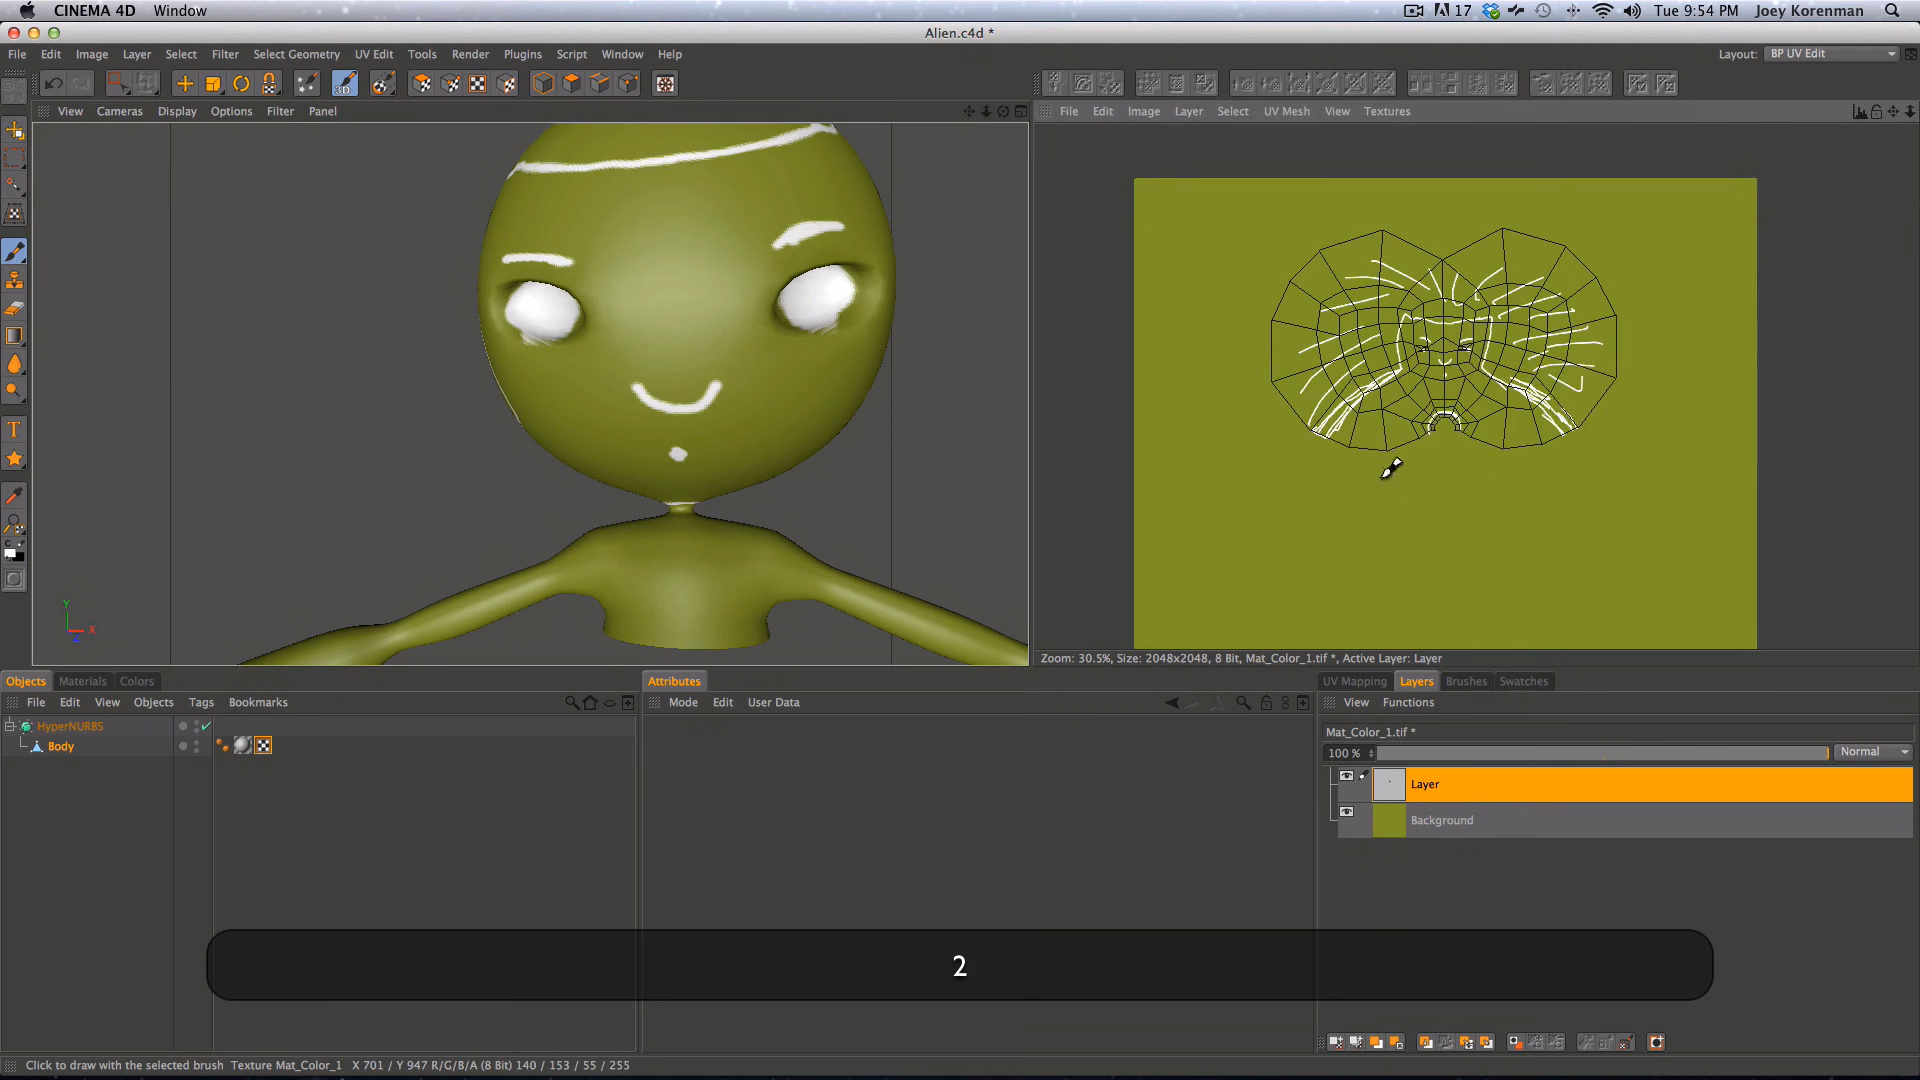 CINEMA 4D Window 17 Tue 9:54 PM Joey Korenman
Alien.c4d *
File Edit Image Layer Select Filter Select Geometry UV Edit Tools Render Plugins Script Window Help Layout: BP UV Edit
3D
View Cameras Display Options Filter Panel
File Edit Image Layer Select UV Mesh View Textures
Y
X
Z
Zoom: 30.5%, Size: 2048x2048, 8 Bit, Mat_Color_1.tif *, Active Layer: Layer
Objects Materials Colors
Attributes
UV Mapping Layers Brushes Swatches
File Edit View Objects Tags Bookmarks
Mode Edit User Data
View Functions
HyperNURBS
Body
Mat_Color_1.tif *
100 % Normal
Layer
Background
2
Click to draw with the selected brush Texture Mat_Color_1 X 701 / Y 947 R/G/B/A (8 Bit) 140 / 153 / 55 / 255